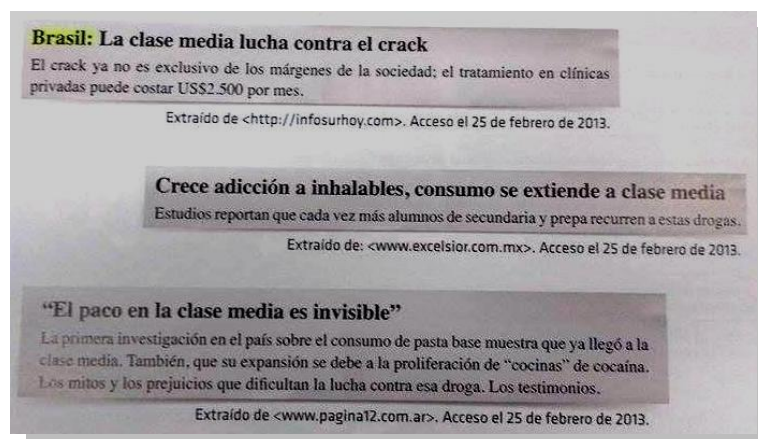 Brasil: La clase media lucha contra el crack
El crack ya no es exclusivo de los márgenes de la sociedad; el tratamiento en clínicas
privadas puede costar US$2.500 por mes.
Extraído de <http://infosurhoy.com>. Acceso el 25 de febrero de 2013.
Crece adicción a inhalables, consumo se extiende a clase media
Estudios reportan que cada vez más alumnos de secundaria y prepa recurren a estas drogas.
Extraído de: <www.excelsior.com.mx>. Acceso el 25 de febrero de 2013.
“El paco en la clase media es invisible”
La primera investigación en el país sobre el consumo de pasta base muestra que ya llegó a la
clase media. También, que su expansión se debe a la proliferación de “cocinas” de cocaína.
Los mitos y los prejuicios que dificultan la lucha contra esa droga. Los testimonios.
Extraído de <www.pagina12.com.ar>. Acceso el 25 de febrero de 2013.